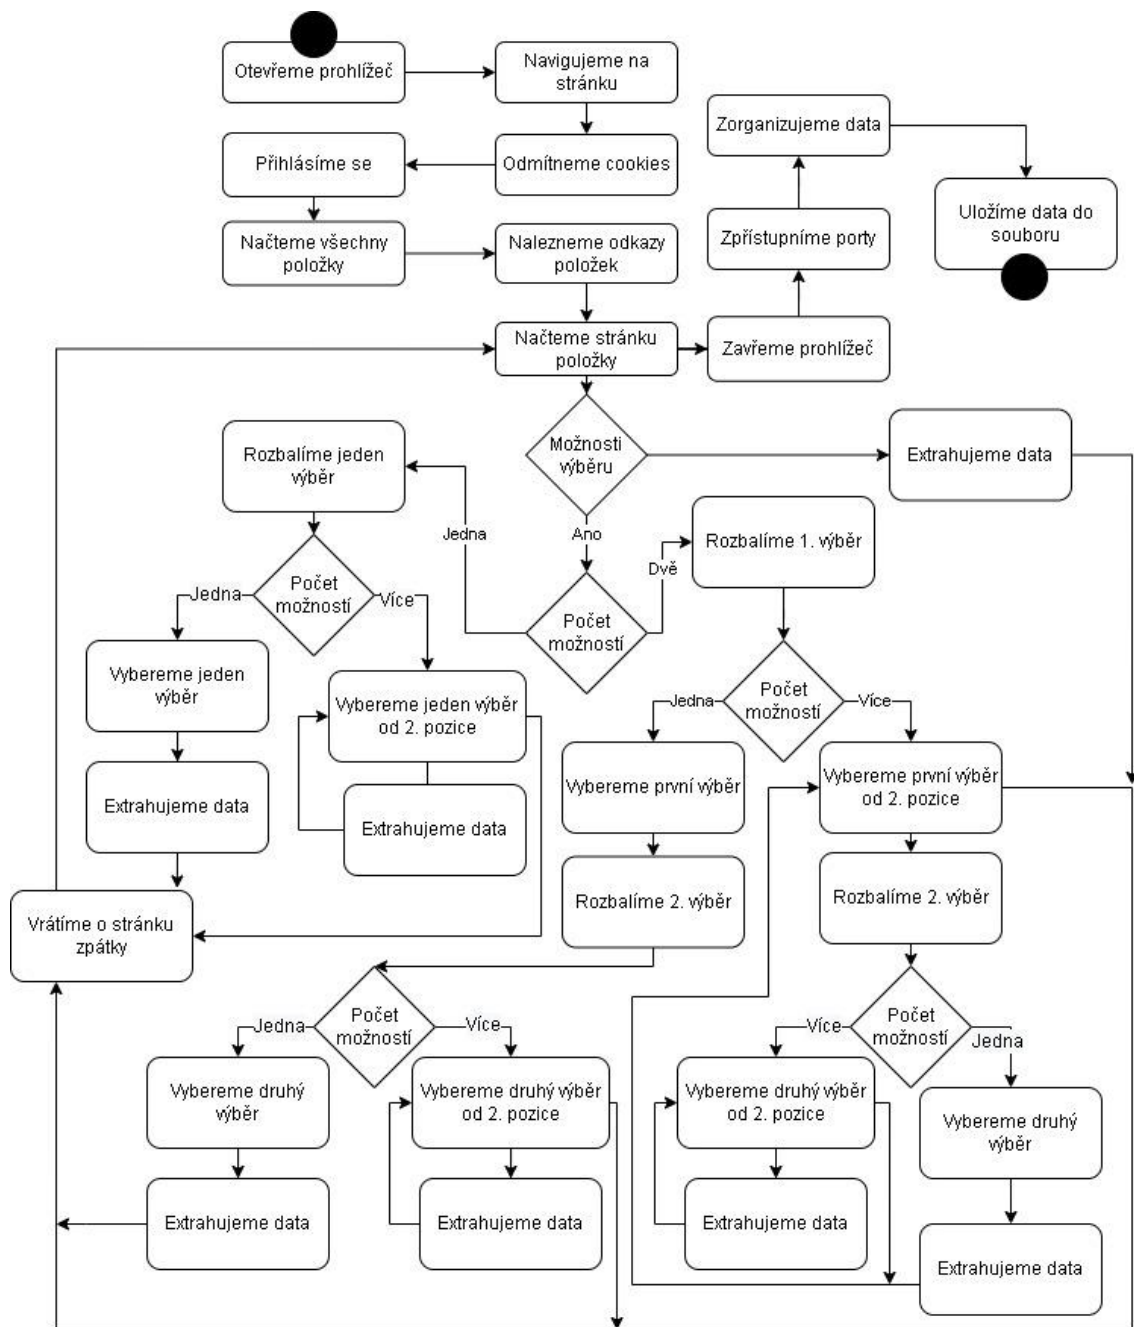 Otevřeme prohlížeč
Navigujeme na
stránku
Zorganizujeme data
Přihlásíme se
Odmítneme cookies
Uložíme data do
souboru
Načteme všechny
položky
Nalezneme odkazy
položek
Zpřístupníme porty
Načteme stránku
položky
Zavřeme prohlížeč
Rozbalíme jeden
výběr
Možnosti
výběru
Extrahujeme data
Jedna
Ano
Rozbalíme 1. výběr
Dvě
Počet
možností
Počet
možností
Jedna
Více
Vybereme jeden
výběr
Vybereme jeden výběr
od 2. pozice
Počet
možností
Jedna
Více
Extrahujeme data
Extrahujeme data
Vybereme první výběr
Vybereme první výběr
od 2. pozice
Vrátíme o stránku
zpátky
Rozbalíme 2. výběr
Rozbalíme 2. výběr
Počet
možností
Jedna
Více
Počet
možností
Více
Jedna
Vybereme druhý
výběr
Vybereme druhý výběr
od 2. pozice
Vybereme druhý výběr
od 2. pozice
Vybereme druhý
výběr
Extrahujeme data
Extrahujeme data
Extrahujeme data
Extrahujeme data